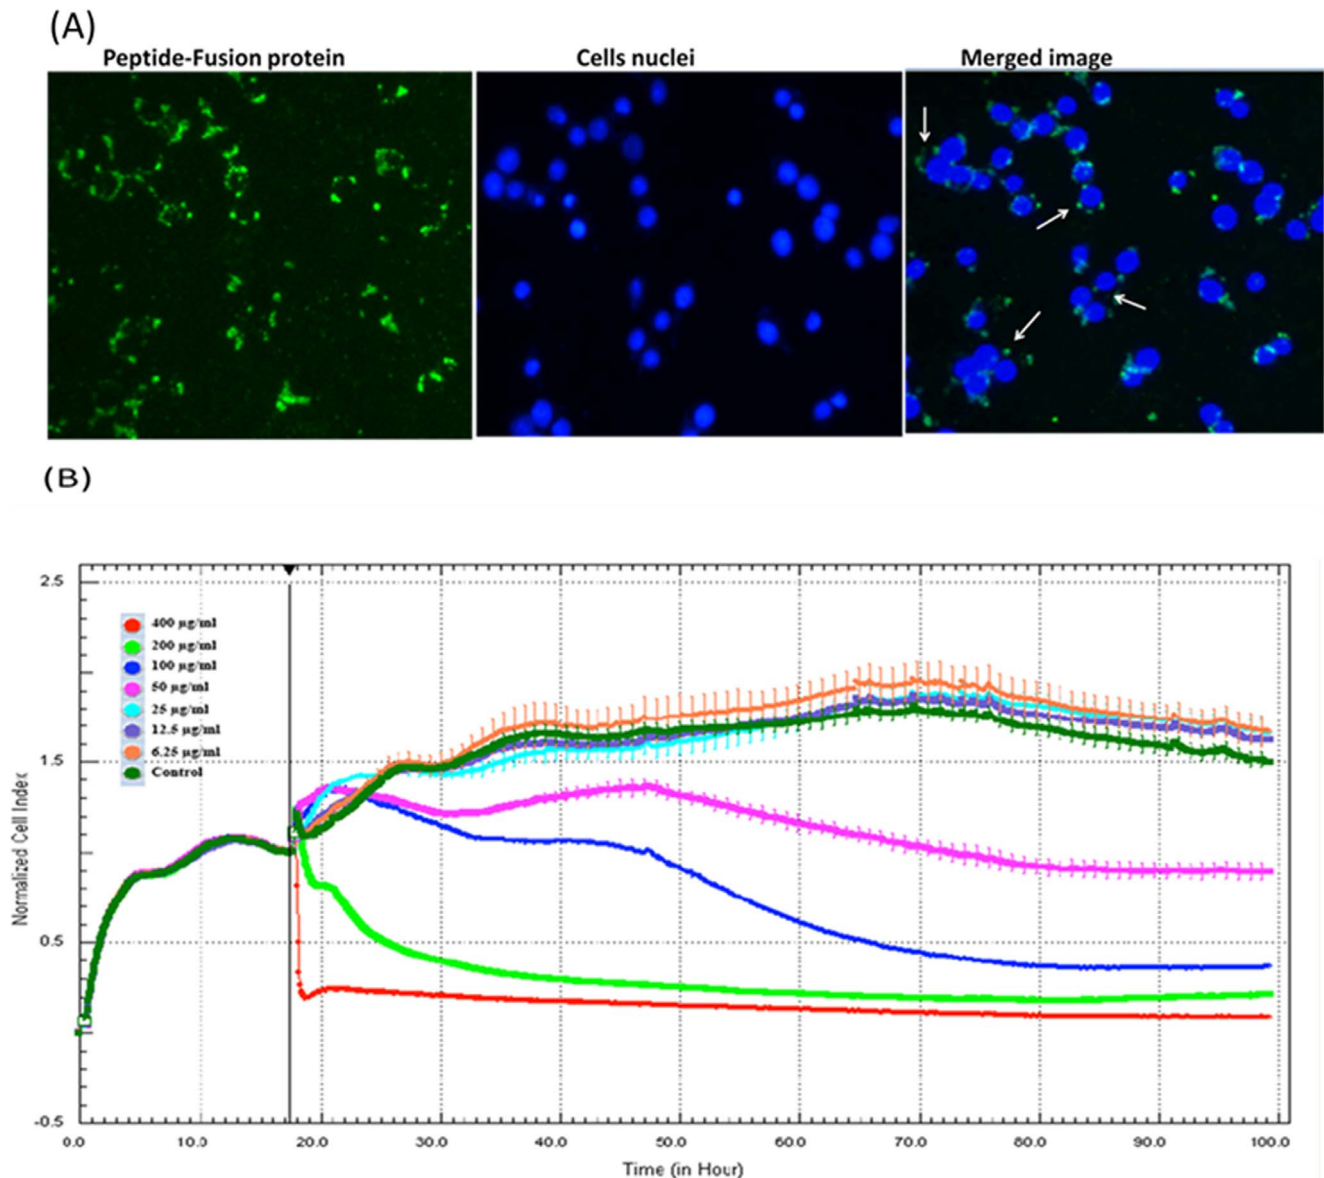 (A)
Peptide-Fusion protein Cells nuclei Merged image
(B)
2.5
400 µg/ml
200 µg/ml
100 µg/ml
50 µg/ml
25 µg/ml
12.5 µg/ml
6.25 µg/ml
Control
1.5
Normalized Cell Index
0.5
-0.5
0.0 10.0 20.0 30.0 40.0 50.0 60.0 70.0 80.0 90.0 100.0
Time (in Hour)